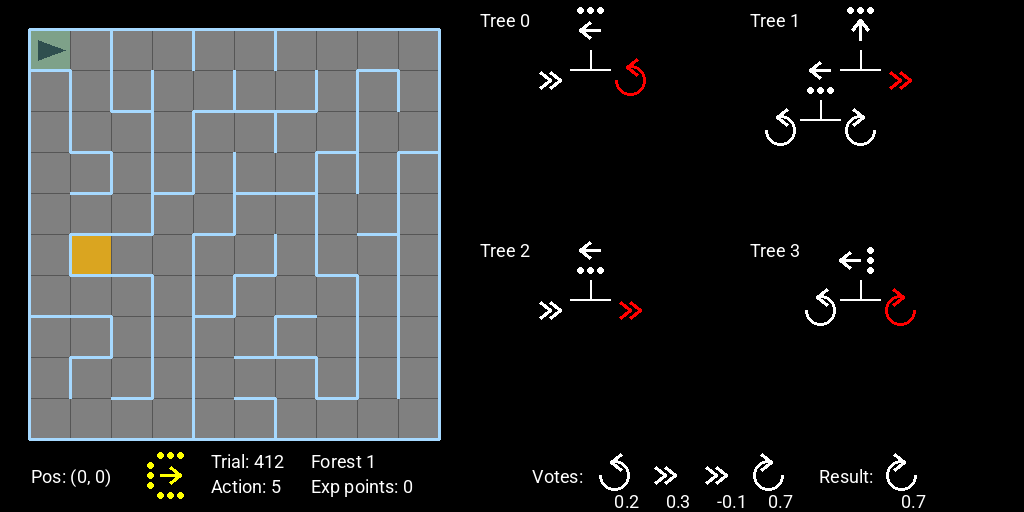 Tree 0
Tree 1
Tree 2
Tree 3
Pos: (0, 0)
Trial: 412
Forest 1
Action: 5
Exp points: 0
Votes:
0.2
0.3
-0.1
0.7
Result:
0.7